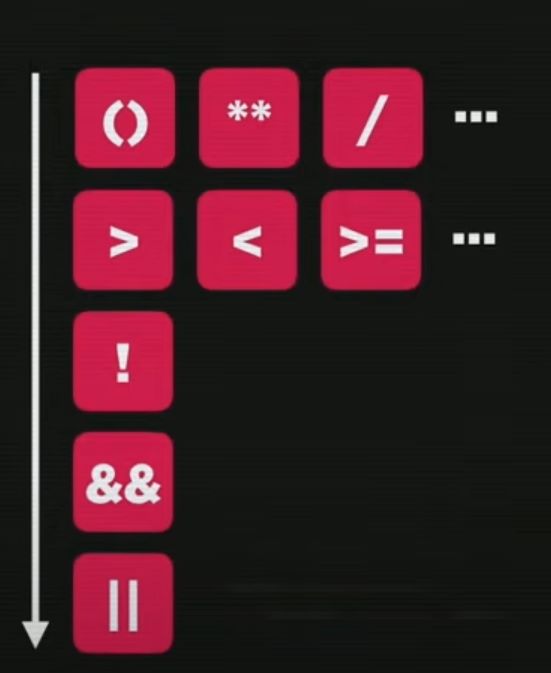 () ** / ...
> < >= ...
!
&&
||